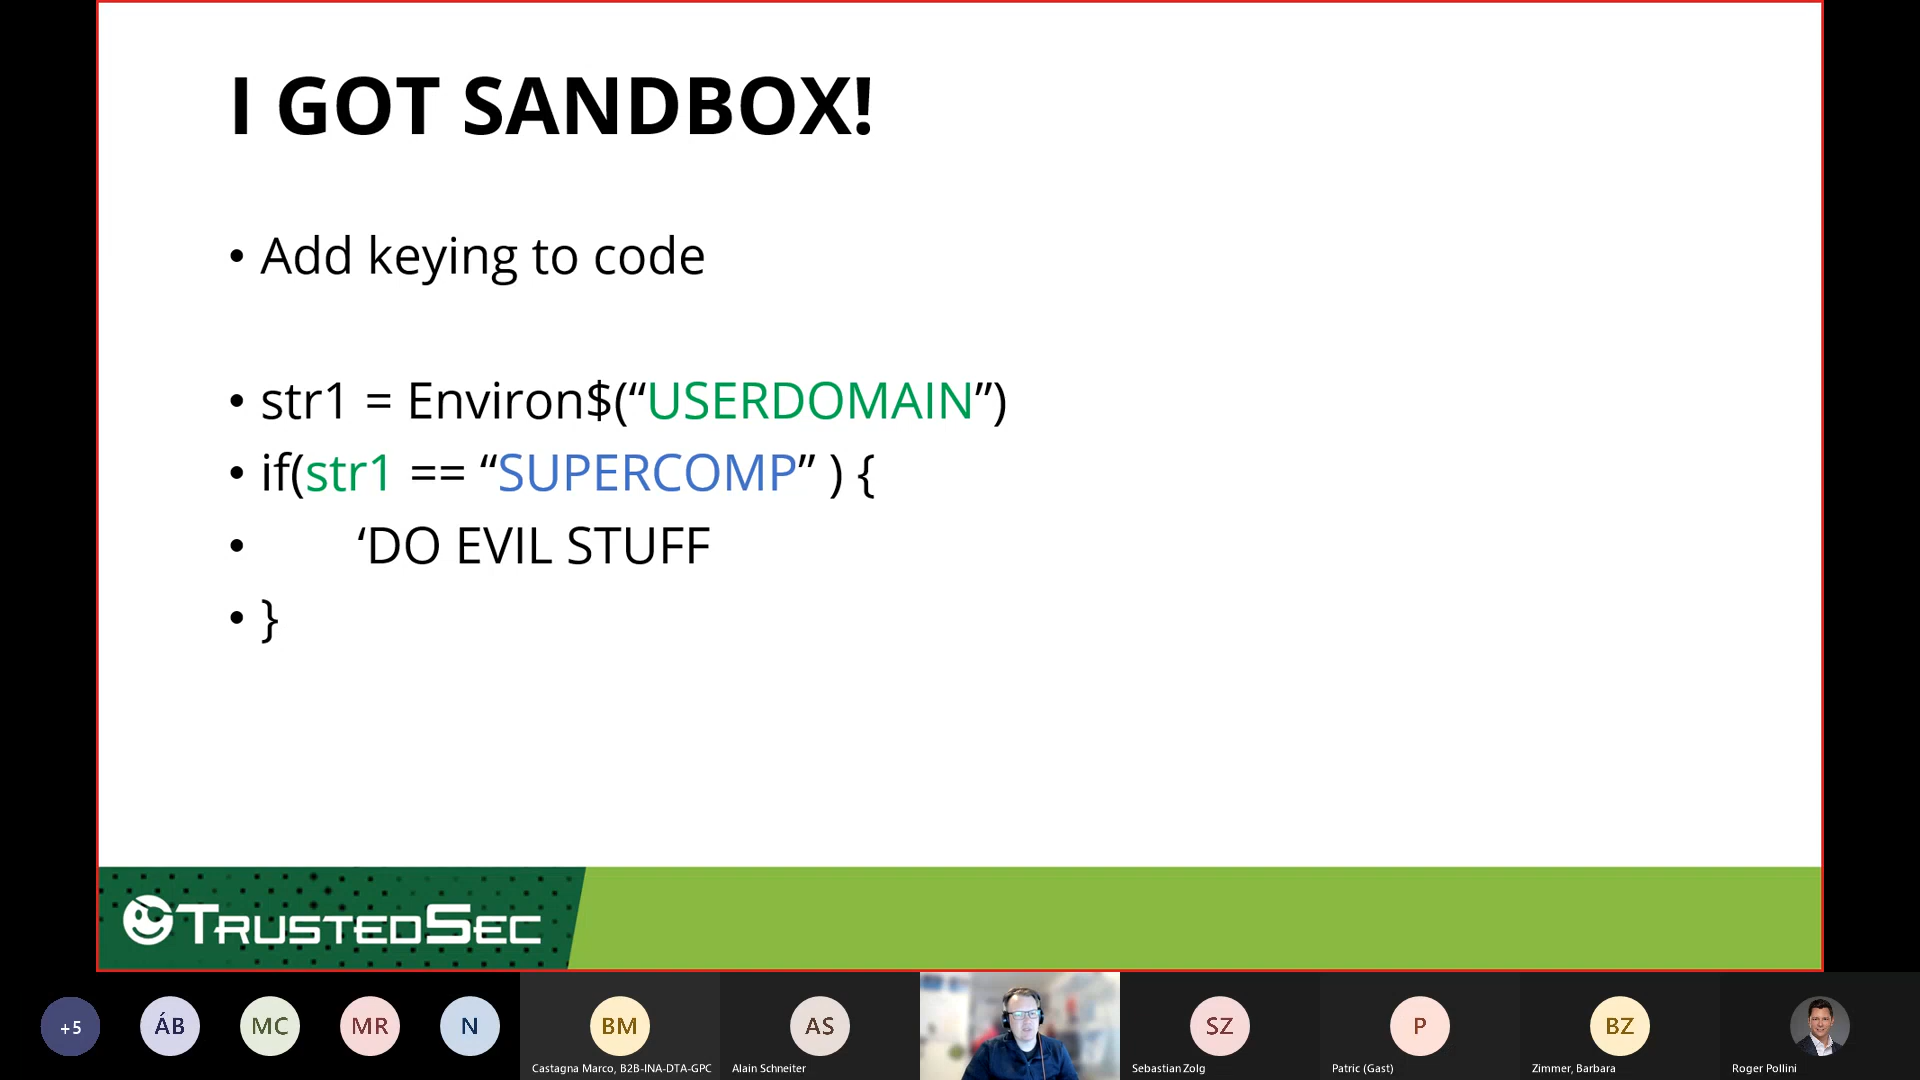 I GOT SANDBOX!
• Add keying to code
• str1 = Environ$(“USERDOMAIN”)
• if(str1 == “SUPERCOMP” ) {
• ‘DO EVIL STUFF
• }
TRUSTEDSEC
+5
ÁB
MC
MR
N
BM
AS
SZ
P
BZ
Castagna Marco, B2B-INA-DTA-GPC
Alain Schneiter
Sebastian Zolg
Patric (Gast)
Zimmer, Barbara
Roger Pollini